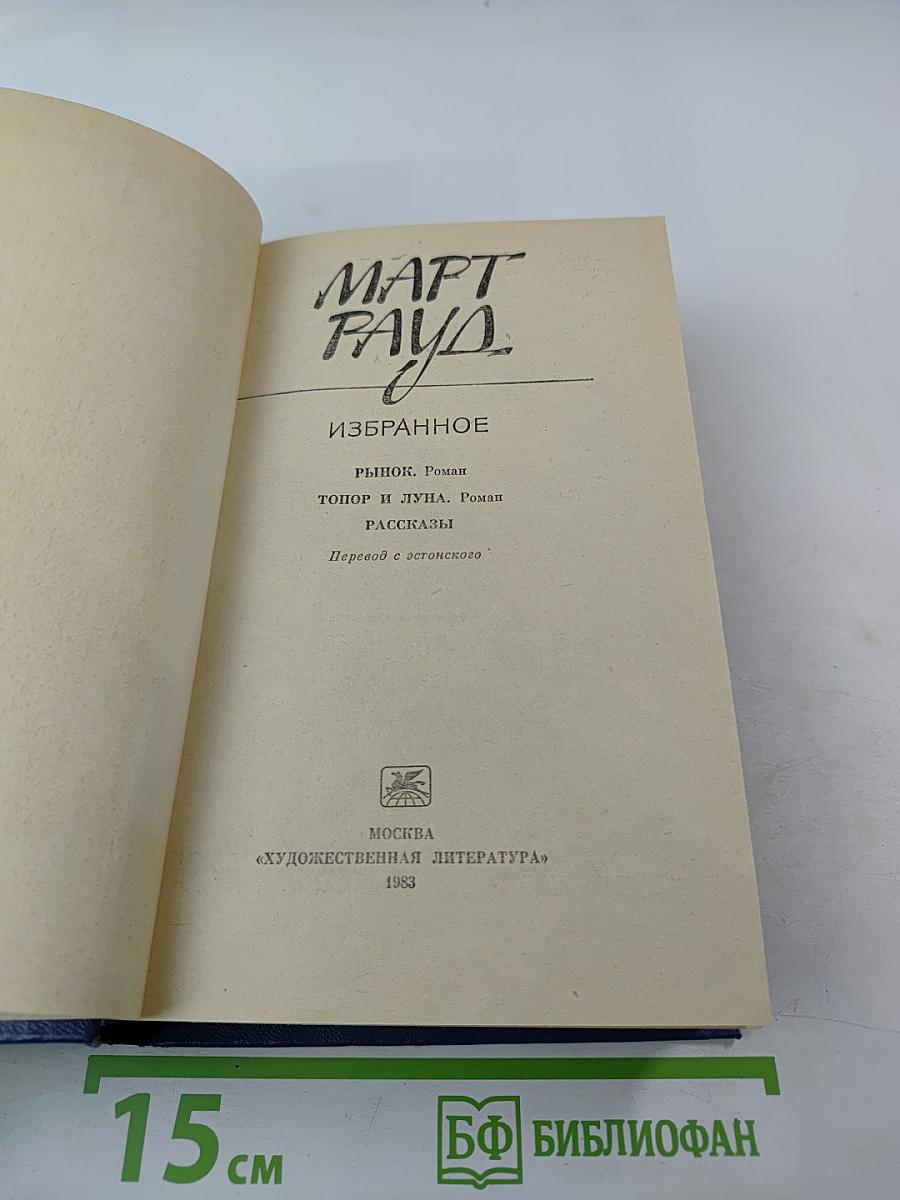 МАРТ
РАУД
ИЗБРАННОЕ
РЫНОК. Роман
ТОПОР И ЛУНА. Роман
РАССКАЗЫ
Перевод с эстонского
МОСКВА
«ХУДОЖЕСТВЕННАЯ ЛИТЕРАТУРА»
1983
15 см
БФ БИБЛИОФАН